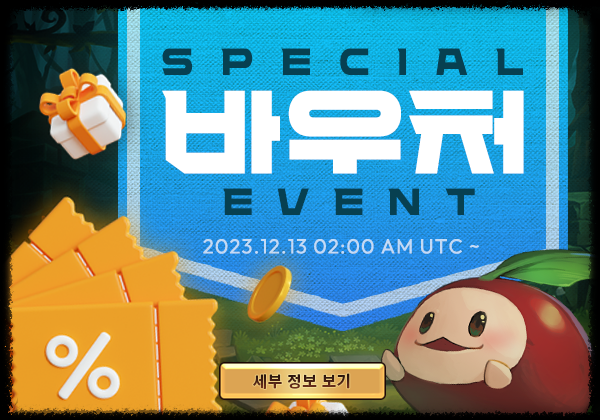 SPECIAL
바우처
EVENT
2023.12.13 02:00 AM UTC ~
%
세부 정보 보기